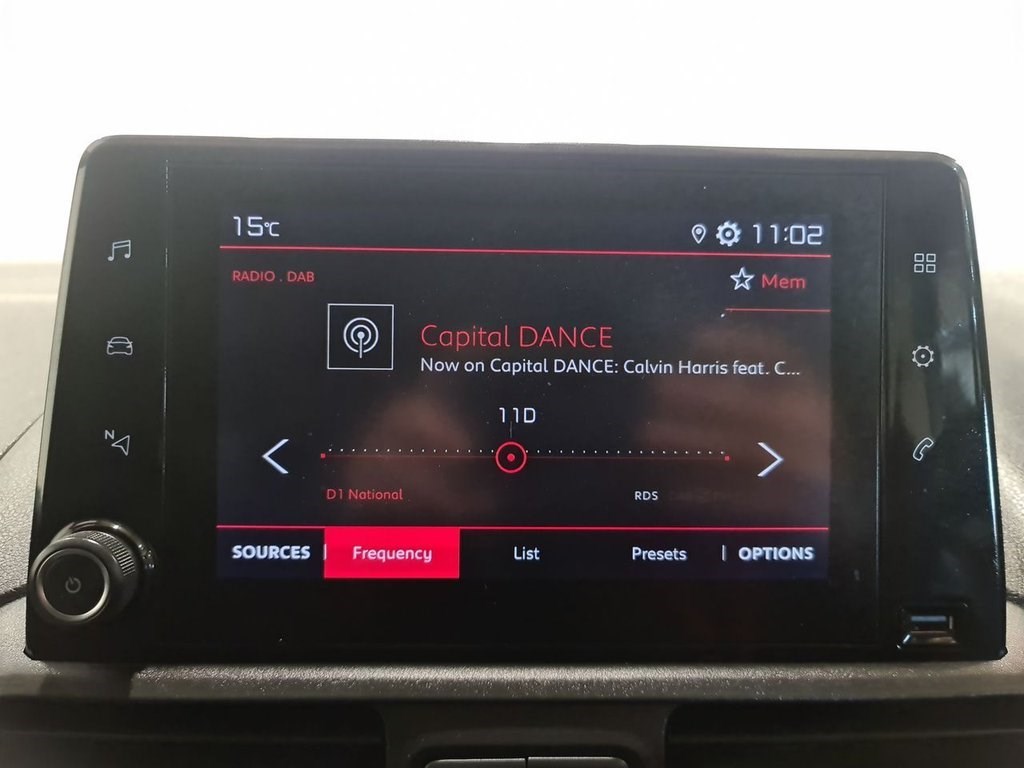 15°C 11:02
RADIO . DAB Mem
Capital DANCE
Now on Capital DANCE: Calvin Harris feat. C...
11D
N
D1 National RDS
SOURCES Frequency List Presets OPTIONS